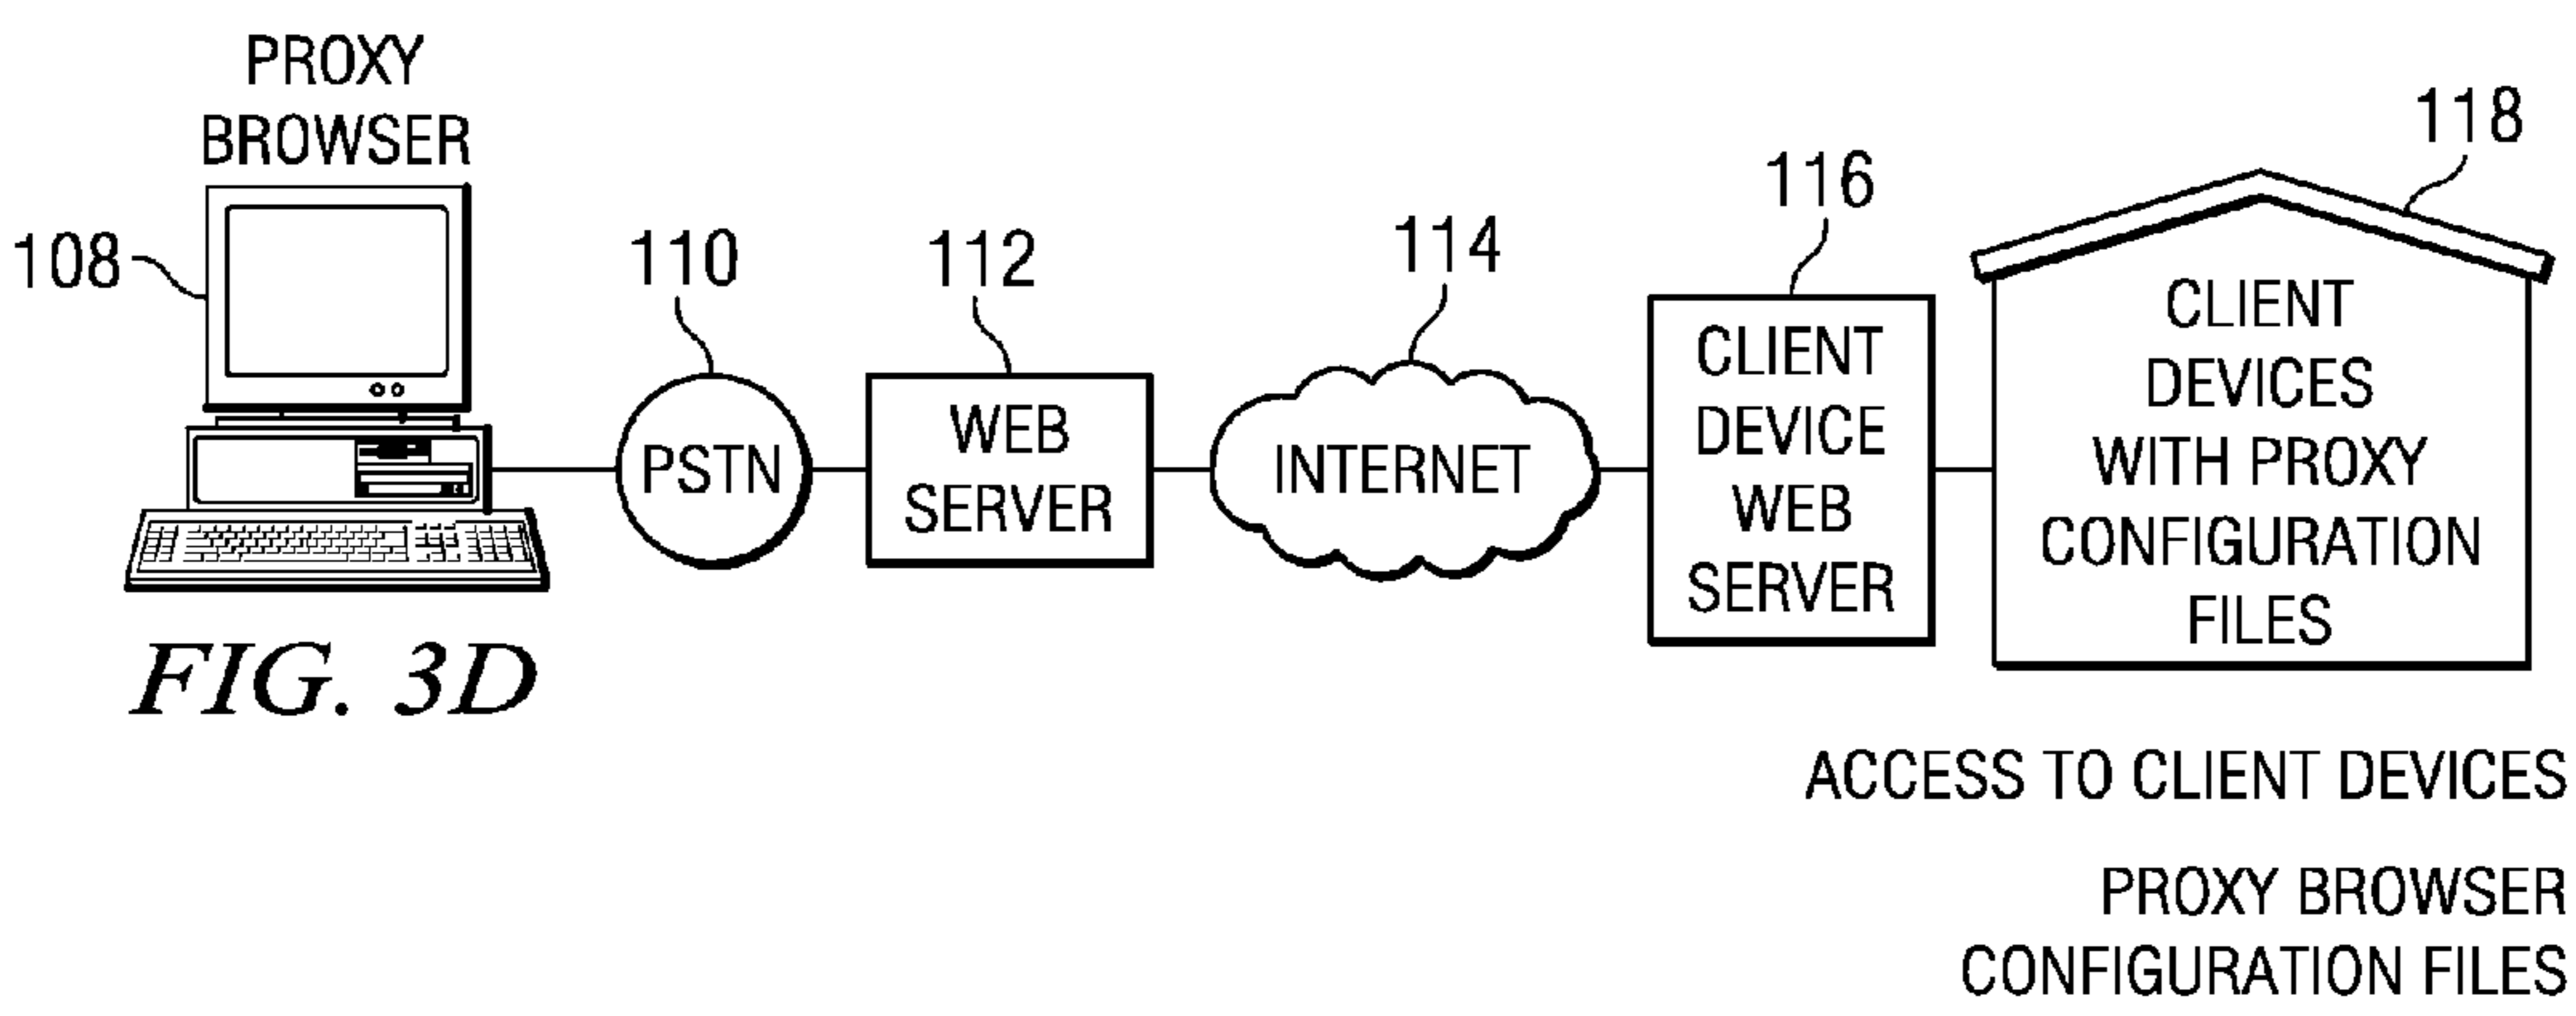 PROXY
BROWSER
108
110
PSTN
112
WEB
SERVER
114
INTERNET
116
CLIENT
DEVICE
WEB
SERVER
118
CLIENT
DEVICES
WITH PROXY
CONFIGURATION
FILES
FIG. 3D
ACCESS TO CLIENT DEVICES
PROXY BROWSER
CONFIGURATION FILES